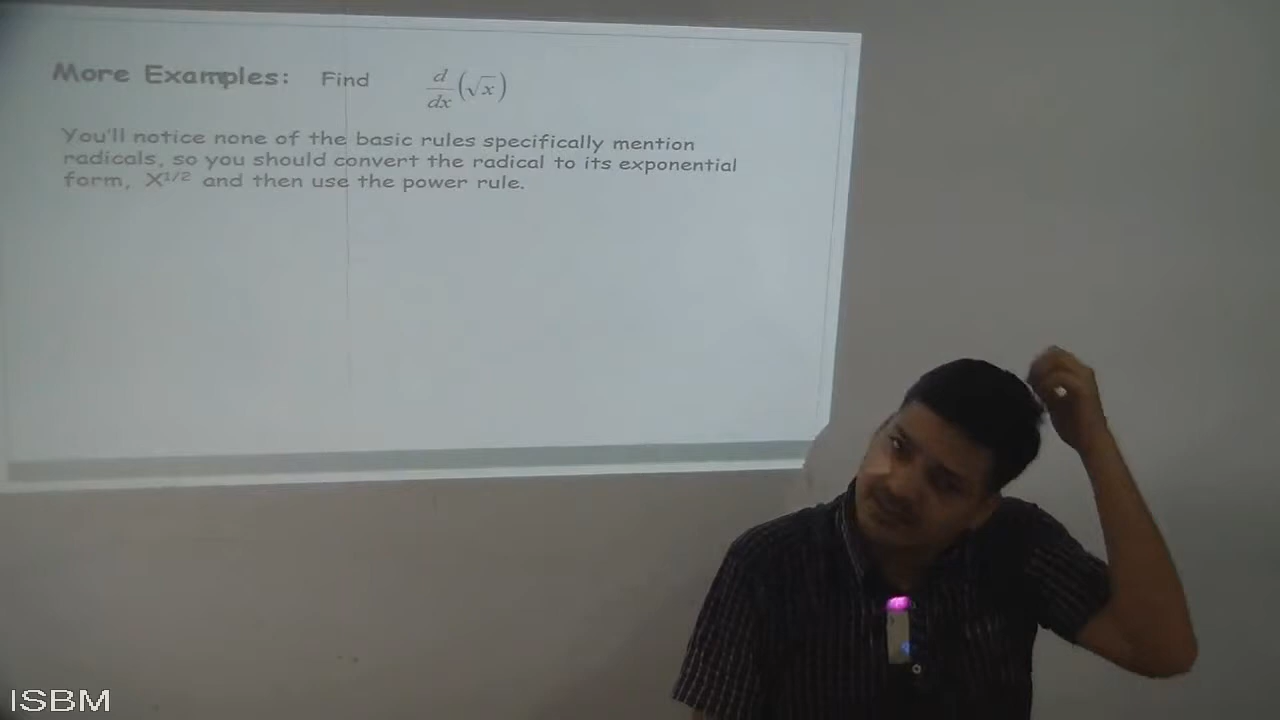 More Examples: Find d/dx (√x)
You'll notice none of the basic rules specifically mention
radicals, so you should convert the radical to its exponential
form, X^1/2 and then use the power rule.
ISBM